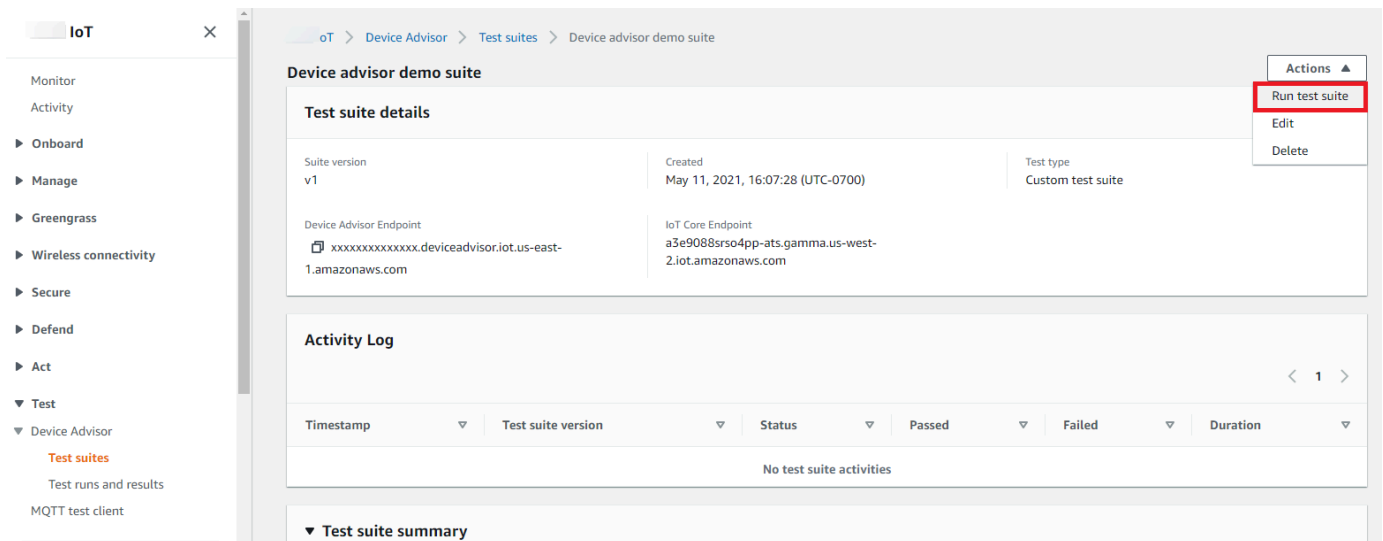 IoT
Monitor
Activity
Onboard
Manage
Greengrass
Wireless connectivity
Secure
Defend
Act
Test
Device Advisor
Test suites
Test runs and results
MQTT test client
oT > Device Advisor > Test suites > Device advisor demo suite
Device advisor demo suite
Actions
Run test suite
Edit
Delete
Test suite details
Suite version
v1
Created
May 11, 2021, 16:07:28 (UTC-0700)
Test type
Custom test suite
Device Advisor Endpoint
xxxxxxxxxxxxxx.deviceadvisor.iot.us-east-
1.amazonaws.com
IoT Core Endpoint
a3e9088srso4pp-ats.gamma.us-west-
2.iot.amazonaws.com
Activity Log
< 1 >
Timestamp Test suite version Status Passed Failed Duration
No test suite activities
Test suite summary